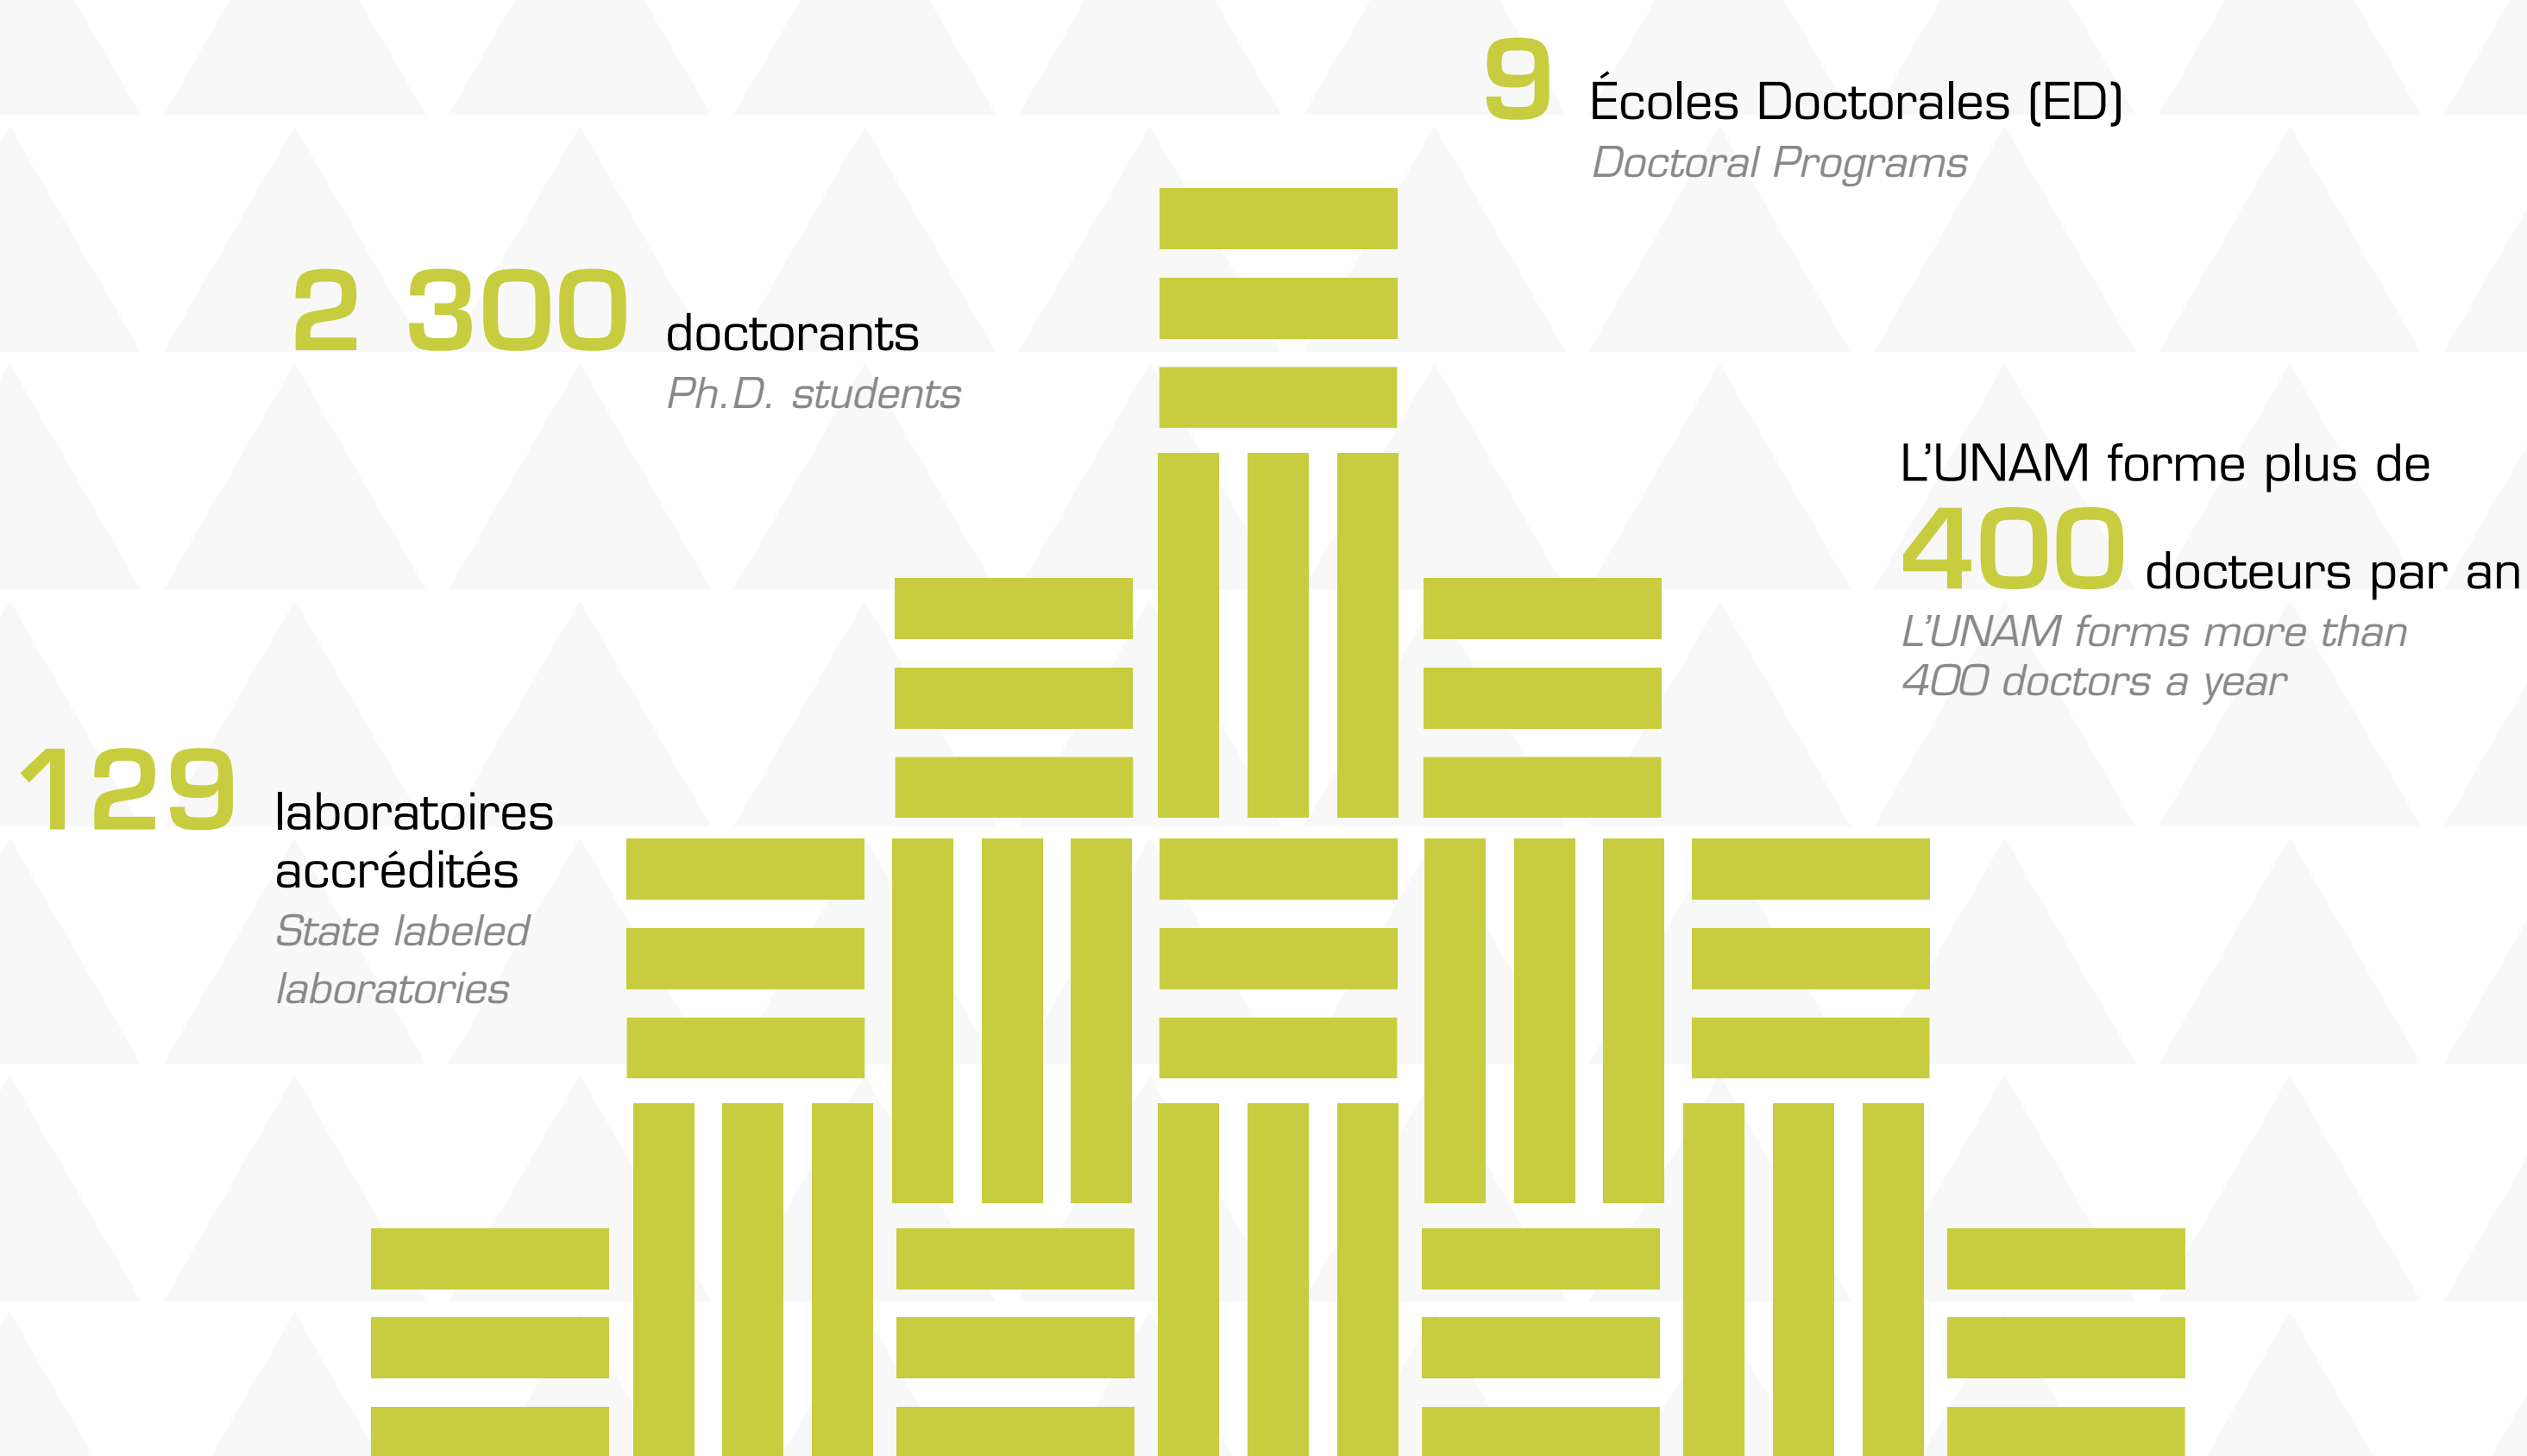 9 Écoles Doctorales (ED)
Doctoral Programs
2 300 doctorants
Ph.D. students
L’UNAM forme plus de
400 docteurs par an
L’UNAM forms more than
400 doctors a year
129 laboratoires
accrédités
State labeled
laboratories